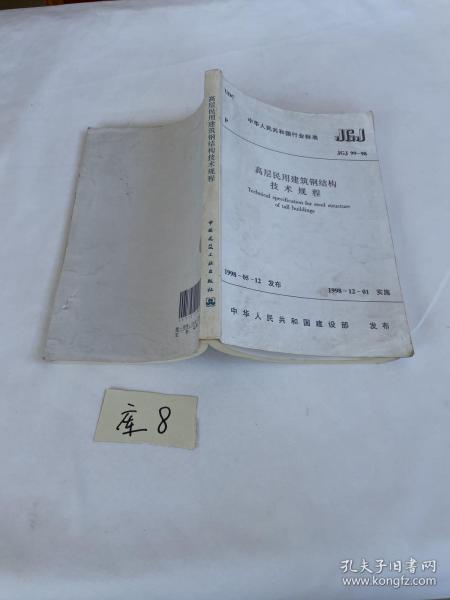 UDC
P
中华人民共和国行业标准
JGJ
JGJ 99-98
高层民用建筑钢结构
技术规程
Technical specification for steel structure
of tall buildings
1998-05-12 发布
1998-12-01 实施
中华人民共和国建设部 发布
高层民用建筑钢结构技术规程
中国建筑工业出版社
库8
孔夫子旧书网
www.kongfz.com